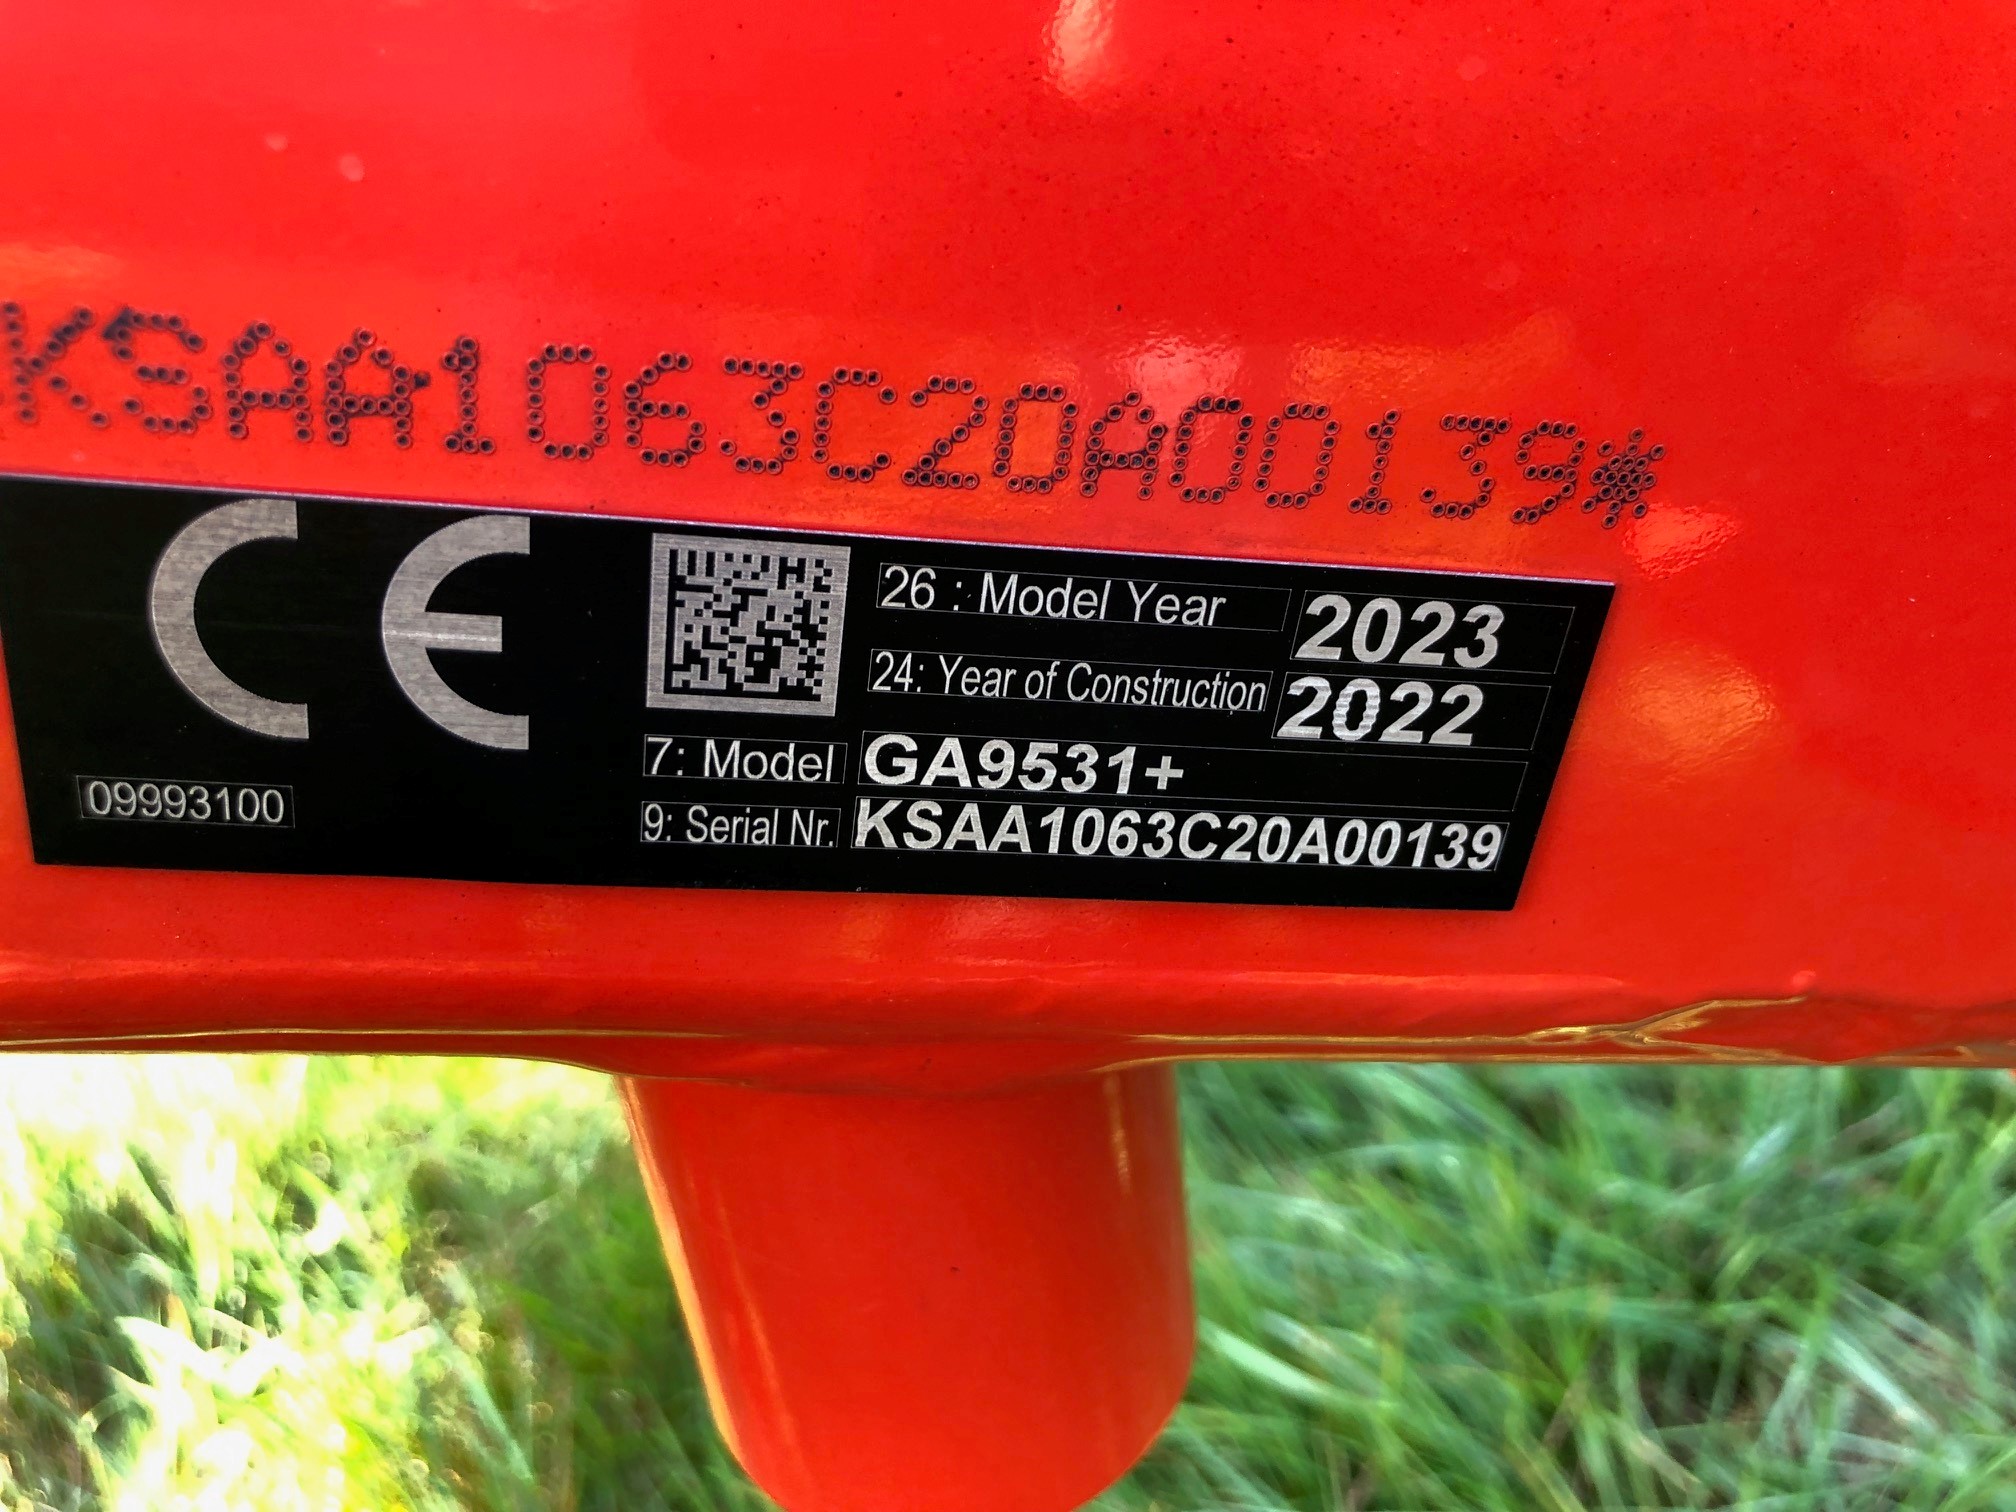 KSAA1063C20A00139*
CE
26 : Model Year 2023
24: Year of Construction 2022
7: Model GA9531+
09993100
9: Serial Nr. KSAA1063C20A00139